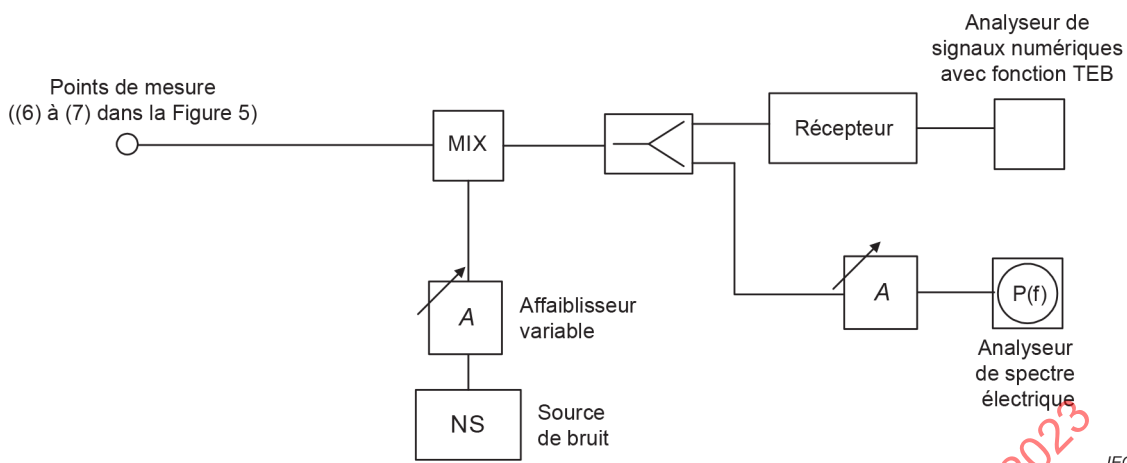 Analyseur de
signaux numériques
avec fonction TEB
Points de mesure
((6) à (7) dans la Figure 5)
MIX
Récepteur
A
Affaiblisseur
variable
A
P(f)
Analyseur
de spectre
électrique
NS
Source
de bruit
2023
IEC